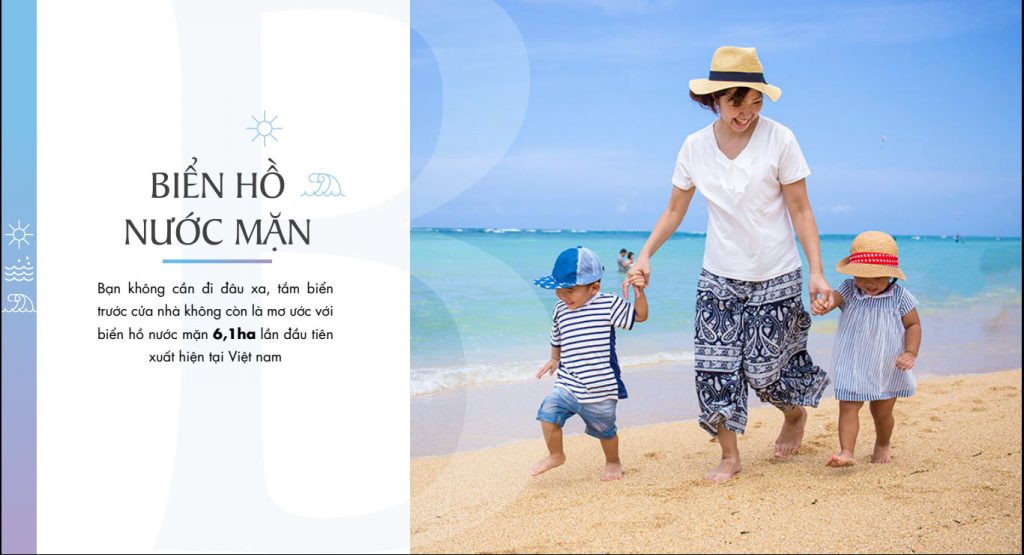 BIỂN HỒ
NƯỚC MẶN
Bạn không cần đi đâu xa, tắm biển
trước cửa nhà không còn là mơ ước với
biển hồ nước mặn 6,1ha lần đầu tiên
xuất hiện tại Việt nam